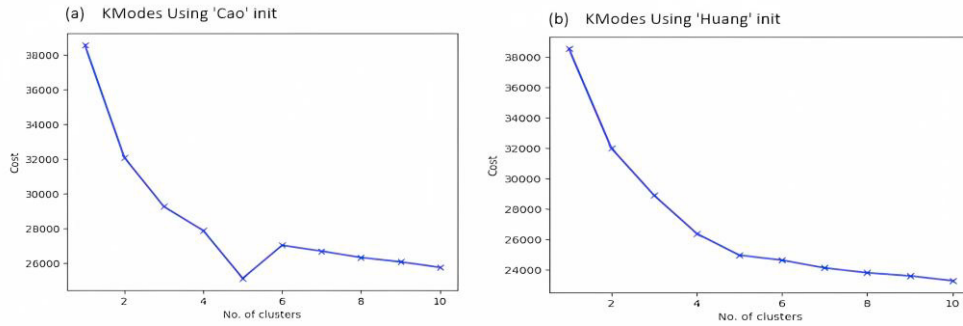 (a) KModes Using 'Cao' init
38000
36000
34000
32000
30000
28000
26000
Cost
2 4 6 8 10
No. of clusters
(b) KModes Using 'Huang' init
38000
36000
34000
32000
30000
28000
26000
24000
Cost
2 4 6 8 10
No. of clusters